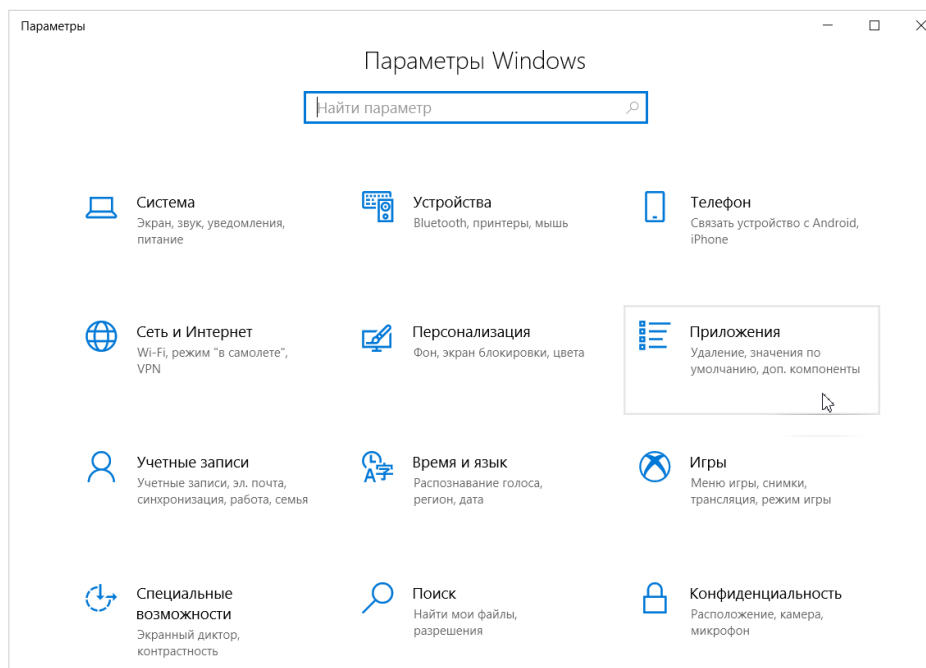 Параметры
Параметры Windows
Найти параметр
Система
Экран, звук, уведомления,
питание
Устройства
Bluetooth, принтеры, мышь
Телефон
Связать устройство с Android,
iPhone
Сеть и Интернет
Wi-Fi, режим "в самолете",
VPN
Персонализация
Фон, экран блокировки, цвета
Приложения
Удаление, значения по
умолчанию, доп. компоненты
Учетные записи
Учетные записи, эл. почта,
синхронизация, работа, семья
Время и язык
Распознавание голоса,
регион, дата
Игры
Меню игры, снимки,
трансляция, режим игры
Специальные
возможности
Экранный диктор,
контрастность
Поиск
Найти мои файлы,
разрешения
Конфиденциальность
Расположение, камера,
микрофон